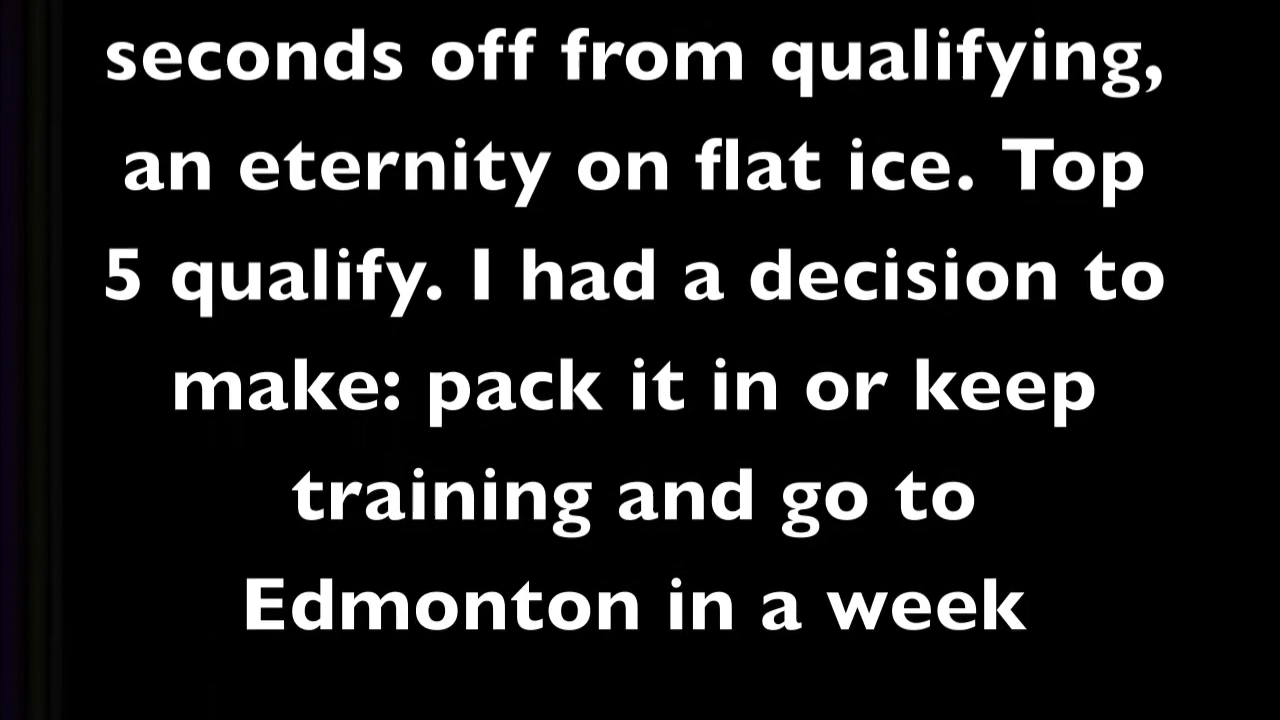 seconds off from qualifying,
an eternity on flat ice. Top
5 qualify. I had a decision to
make: pack it in or keep
training and go to
Edmonton in a week